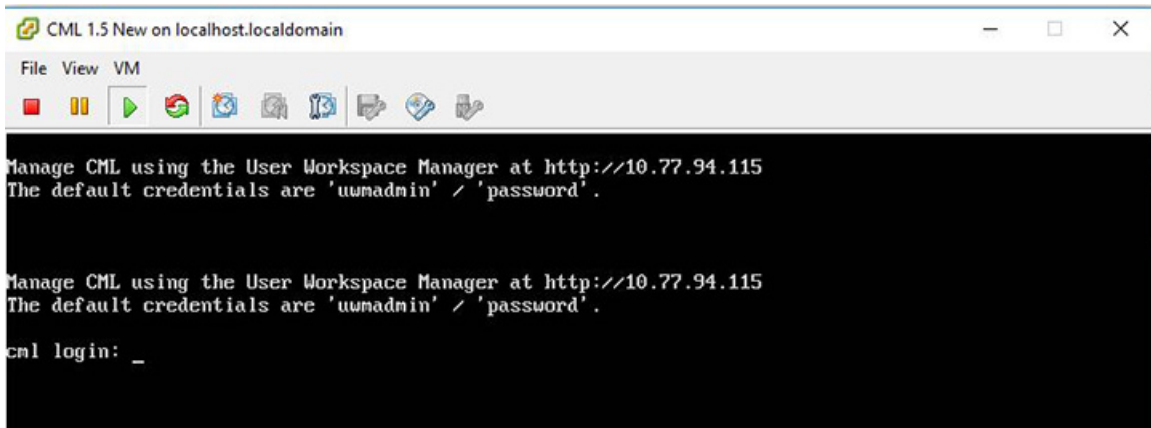 CML 1.5 New on localhost.localdomain
File View VM
Manage CML using the User Workspace Manager at http://10.77.94.115
The default credentials are 'uwmadmin' / 'password'.
Manage CML using the User Workspace Manager at http://10.77.94.115
The default credentials are 'uwmadmin' / 'password'.
cml login: _